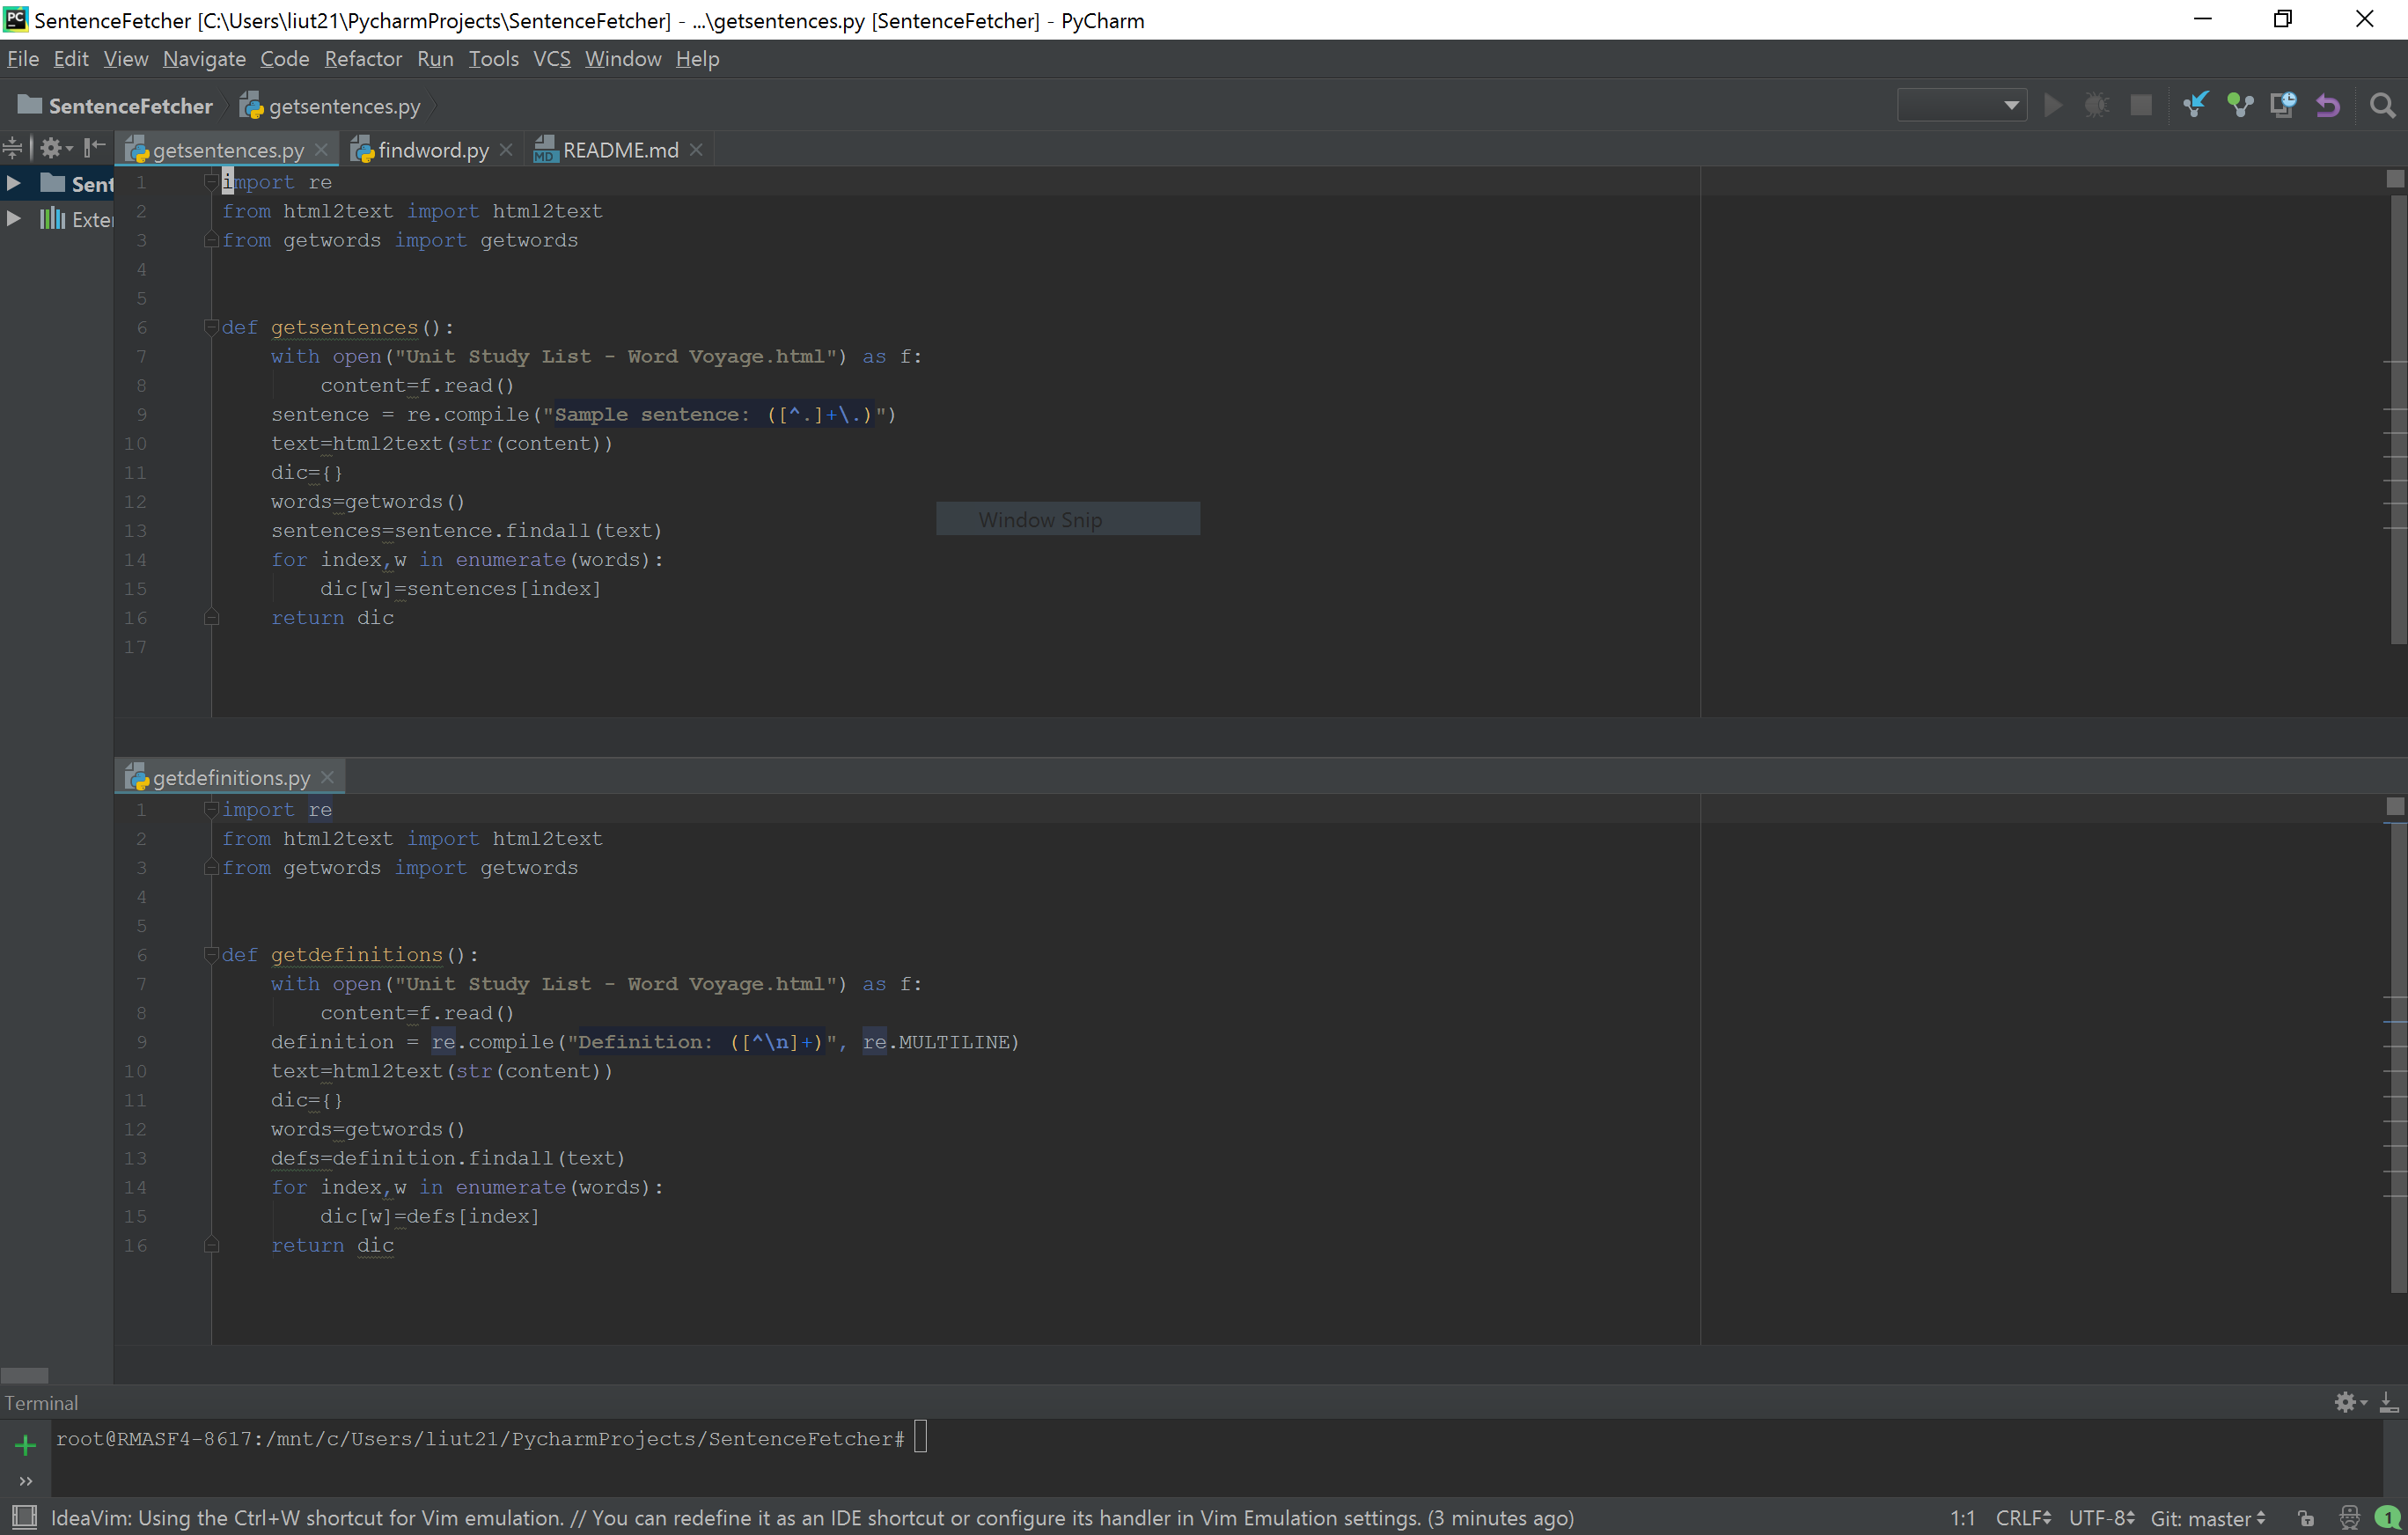 SentenceFetcher [C:\Users\liut21\PycharmProjects\SentenceFetcher] - ...\getsentences.py [SentenceFetcher] - PyCharm
File Edit View Navigate Code Refactor Run Tools VCS Window Help
SentenceFetcher getsentences.py
getsentences.py findword.py README.md
Sent
Exte
1 import re
2 from html2text import html2text
3 from getwords import getwords
4
5
6 def getsentences():
7 with open("Unit Study List - Word Voyage.html") as f:
8 content=f.read()
9 sentence = re.compile("Sample sentence: ([^.]+\.)")
10 text=html2text(str(content))
11 dic={}
12 words=getwords()
13 sentences=sentence.findall(text)
14 for index,w in enumerate(words):
15 dic[w]=sentences[index]
16 return dic
17
Window Snip
getdefinitions.py
1 import re
2 from html2text import html2text
3 from getwords import getwords
4
5
6 def getdefinitions():
7 with open("Unit Study List - Word Voyage.html") as f:
8 content=f.read()
9 definition = re.compile("Definition: ([^\n]+)", re.MULTILINE)
10 text=html2text(str(content))
11 dic={}
12 words=getwords()
13 defs=definition.findall(text)
14 for index,w in enumerate(words):
15 dic[w]=defs[index]
16 return dic
Terminal
root@RMASF4-8617:/mnt/c/Users/liut21/PycharmProjects/SentenceFetcher#
IdeaVim: Using the Ctrl+W shortcut for Vim emulation. // You can redefine it as an IDE shortcut or configure its handler in Vim Emulation settings. (3 minutes ago) 1:1 CRLF UTF-8 Git: master 1